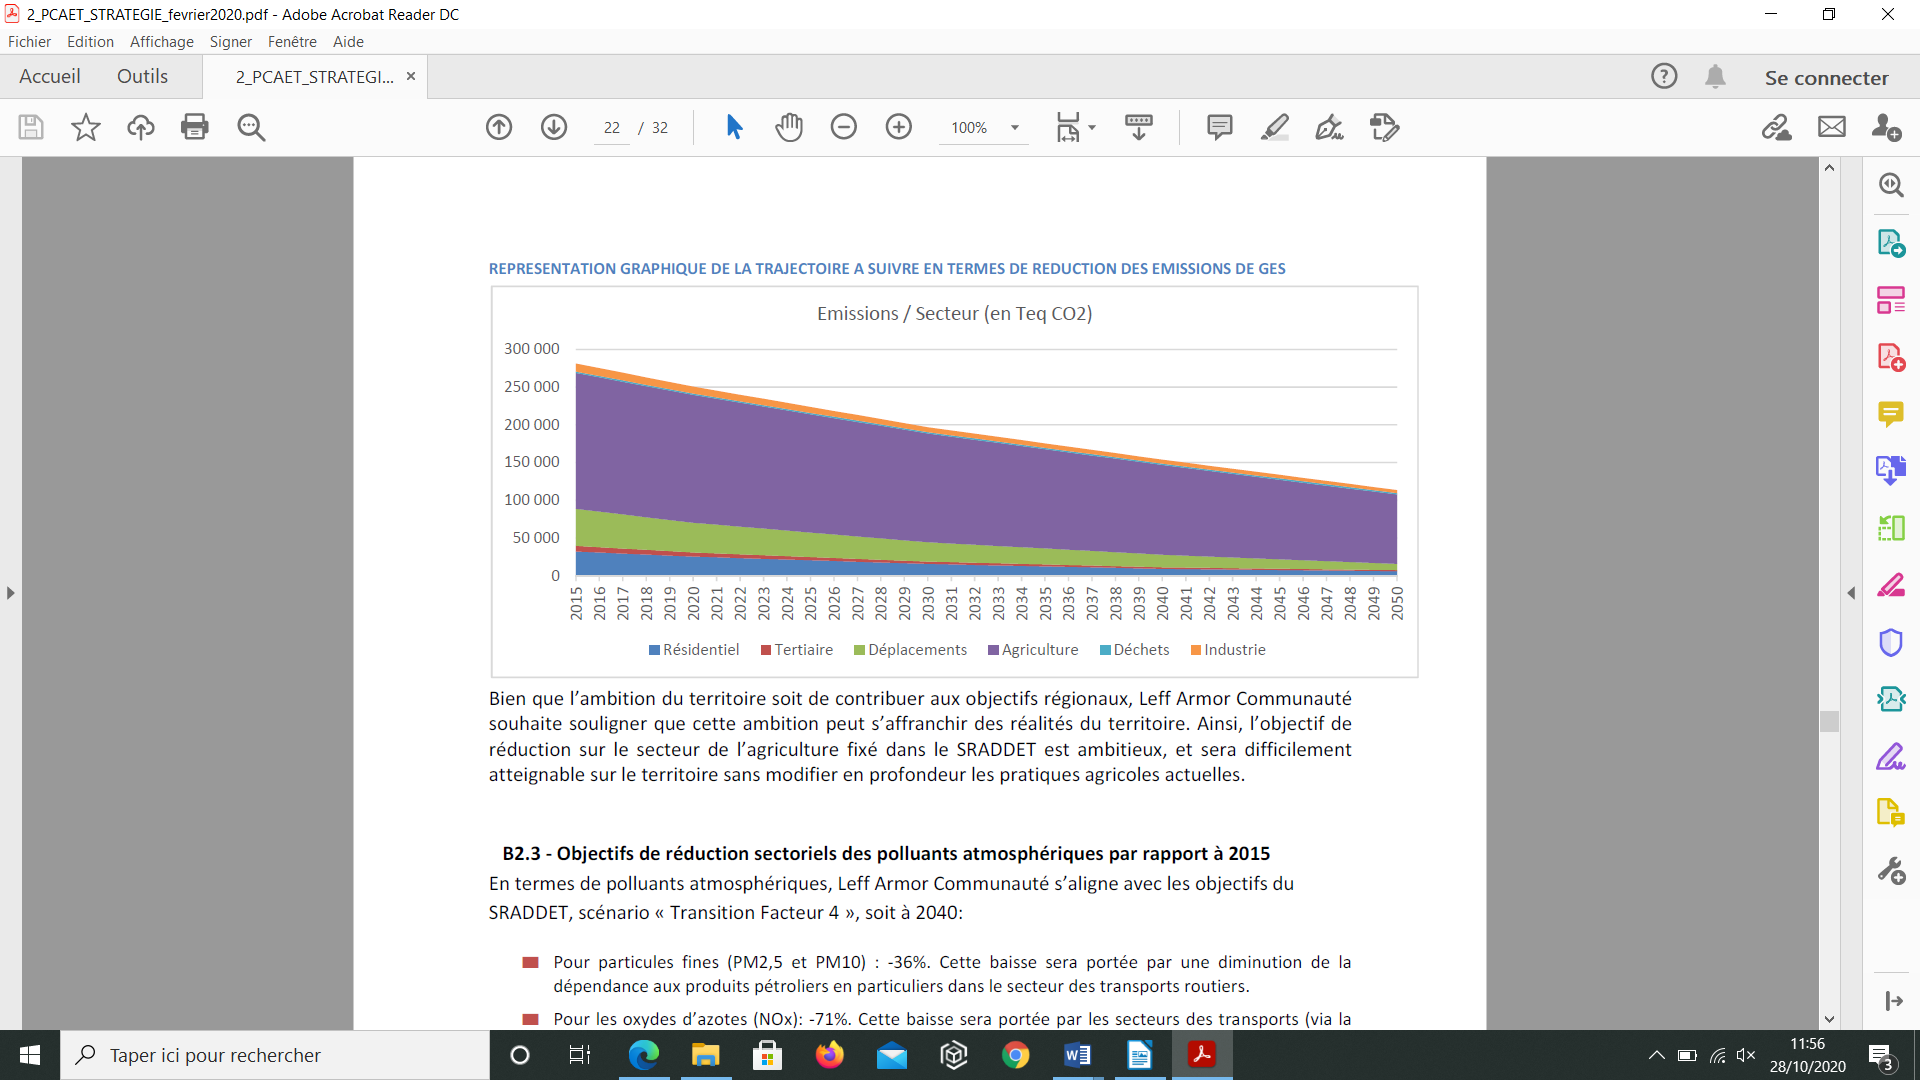 2_PCAET_STRATEGIE_fevrier2020.pdf - Adobe Acrobat Reader DC
Fichier Edition Affichage Signer Fenêtre Aide
Accueil Outils 2_PCAET_STRATEGI... × Se connecter
22 / 32 100%
REPRESENTATION GRAPHIQUE DE LA TRAJECTOIRE A SUIVRE EN TERMES DE REDUCTION DES EMISSIONS DE GES
Emissions / Secteur (en Teq CO2)
300 000
250 000
200 000
150 000
100 000
50 000
0
2015 2016 2017 2018 2019 2020 2021 2022 2023 2024 2025 2026 2027 2028 2029 2030 2031 2032 2033 2034 2035 2036 2037 2038 2039 2040 2041 2042 2043 2044 2045 2046 2047 2048 2049 2050
Résidentiel Tertiaire Déplacements Agriculture Déchets Industrie
Bien que l’ambition du territoire soit de contribuer aux objectifs régionaux, Leff Armor Communauté
souhaite souligner que cette ambition peut s’affranchir des réalités du territoire. Ainsi, l’objectif de
réduction sur le secteur de l’agriculture fixé dans le SRADDET est ambitieux, et sera difficilement
atteignable sur le territoire sans modifier en profondeur les pratiques agricoles actuelles.
B2.3 - Objectifs de réduction sectoriels des polluants atmosphériques par rapport à 2015
En termes de polluants atmosphériques, Leff Armor Communauté s’aligne avec les objectifs du
SRADDET, scénario « Transition Facteur 4 », soit à 2040:
Pour particules fines (PM2,5 et PM10) : -36%. Cette baisse sera portée par une diminution de la
dépendance aux produits pétroliers en particuliers dans le secteur des transports routiers.
Pour les oxydes d’azotes (NOx): -71%. Cette baisse sera portée par les secteurs des transports (via la
Taper ici pour rechercher
11:56
28/10/2020
3